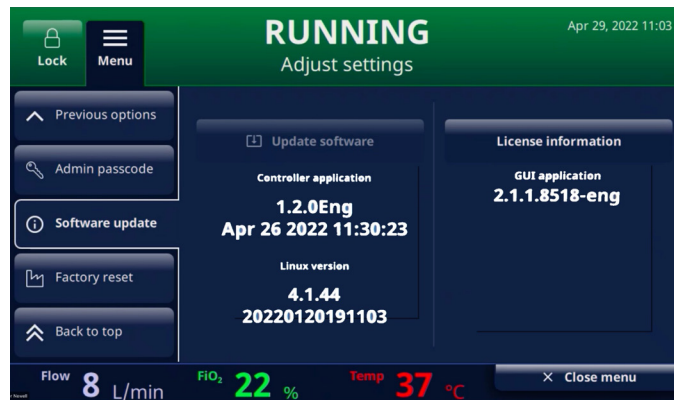 RUNNING
Apr 29, 2022 11:03
Lock
Menu
Adjust settings
Previous options
Update software
License information
Admin passcode
Controller application
GUI application
1.2.0Eng
2.1.1.8518-eng
Software update
Apr 26 2022 11:30:23
Linux version
Factory reset
4.1.44
20220120191103
Back to top
Flow 8 L/min
FiO₂ 22 %
Temp 37 °C
× Close menu